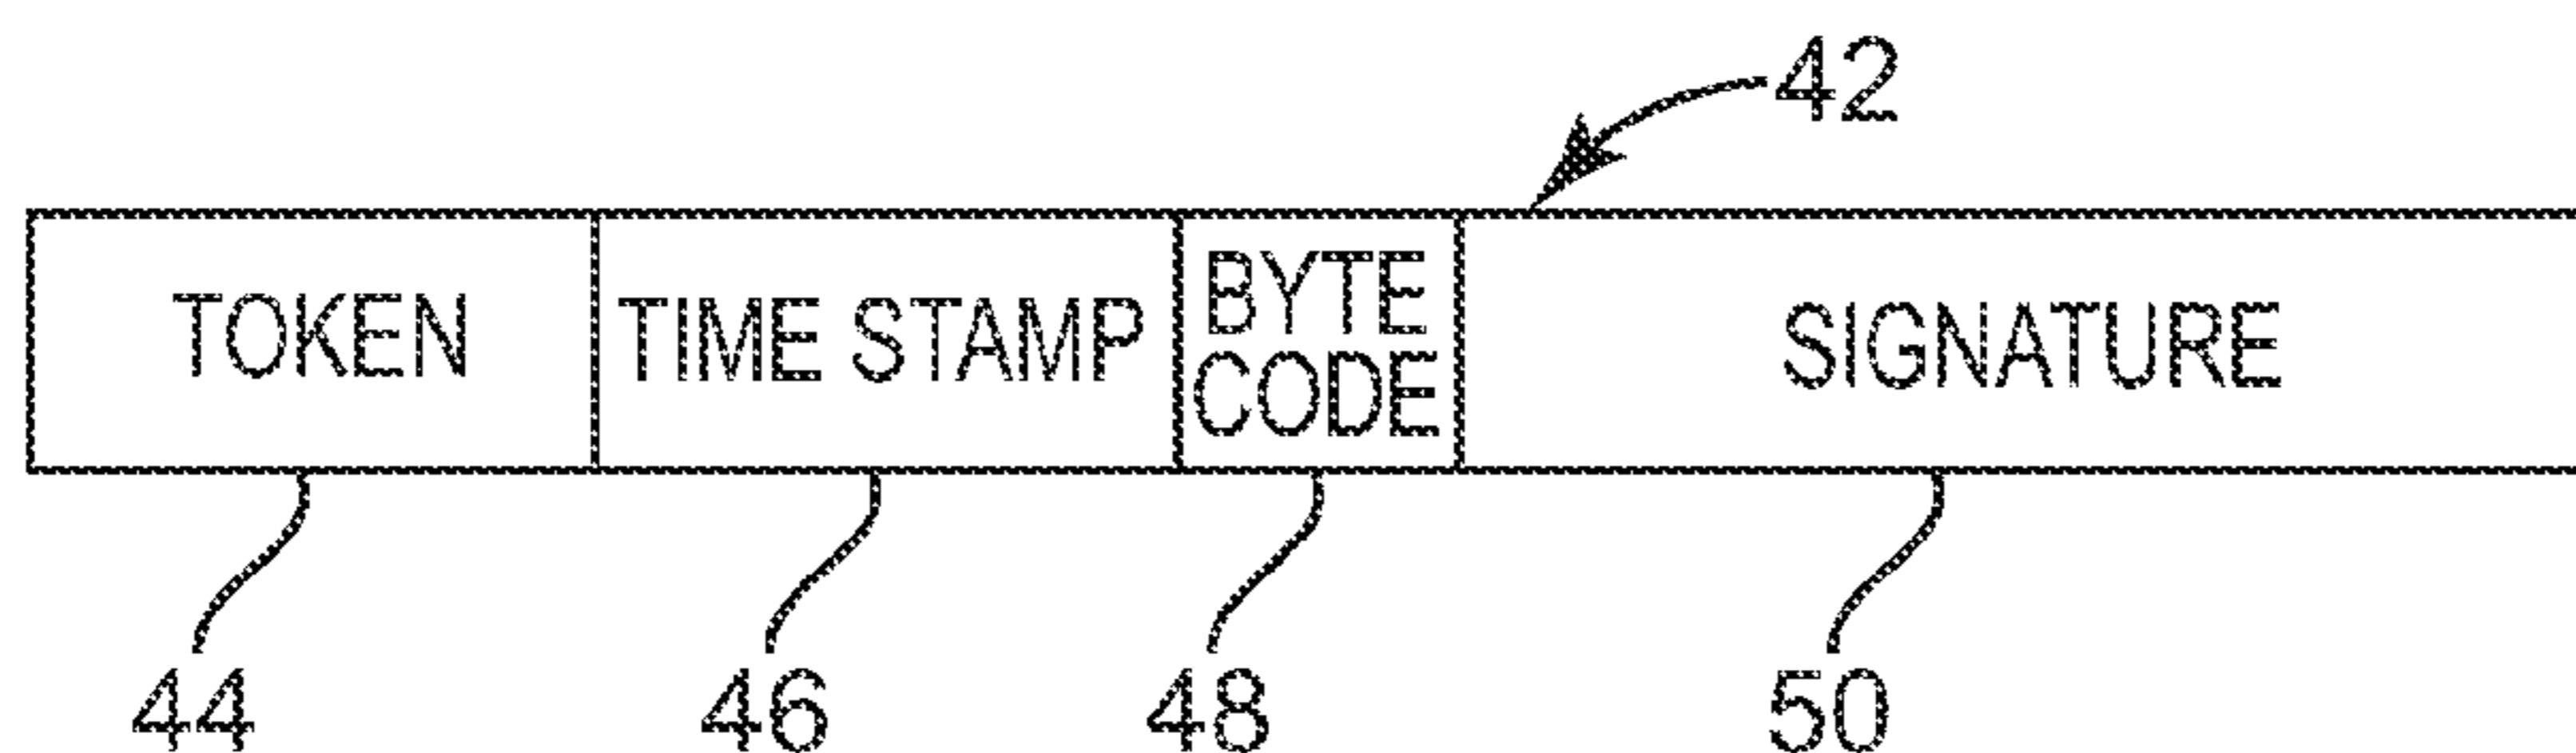 42
TOKEN
TIME STAMP
BYTE
CODE
SIGNATURE
44
46
48
50